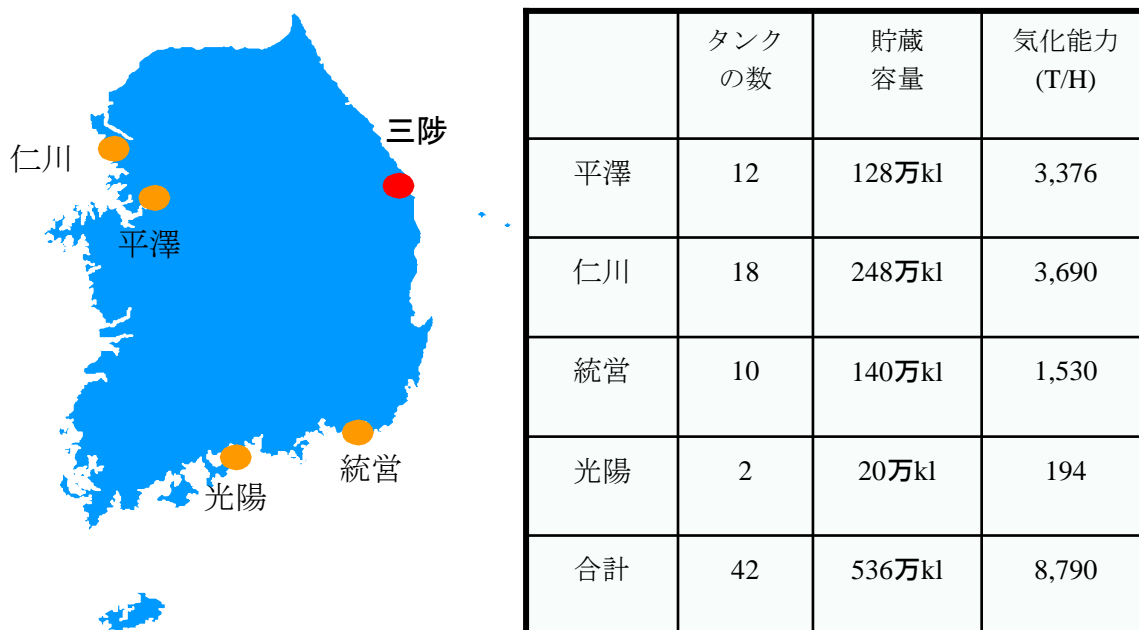 三陟
仁川
平澤
統営
光陽
タンク
の数
貯蔵
容量
気化能力
(T/H)
平澤 12 128万kl 3,376
仁川 18 248万kl 3,690
統営 10 140万kl 1,530
光陽 2 20万kl 194
合計 42 536万kl 8,790